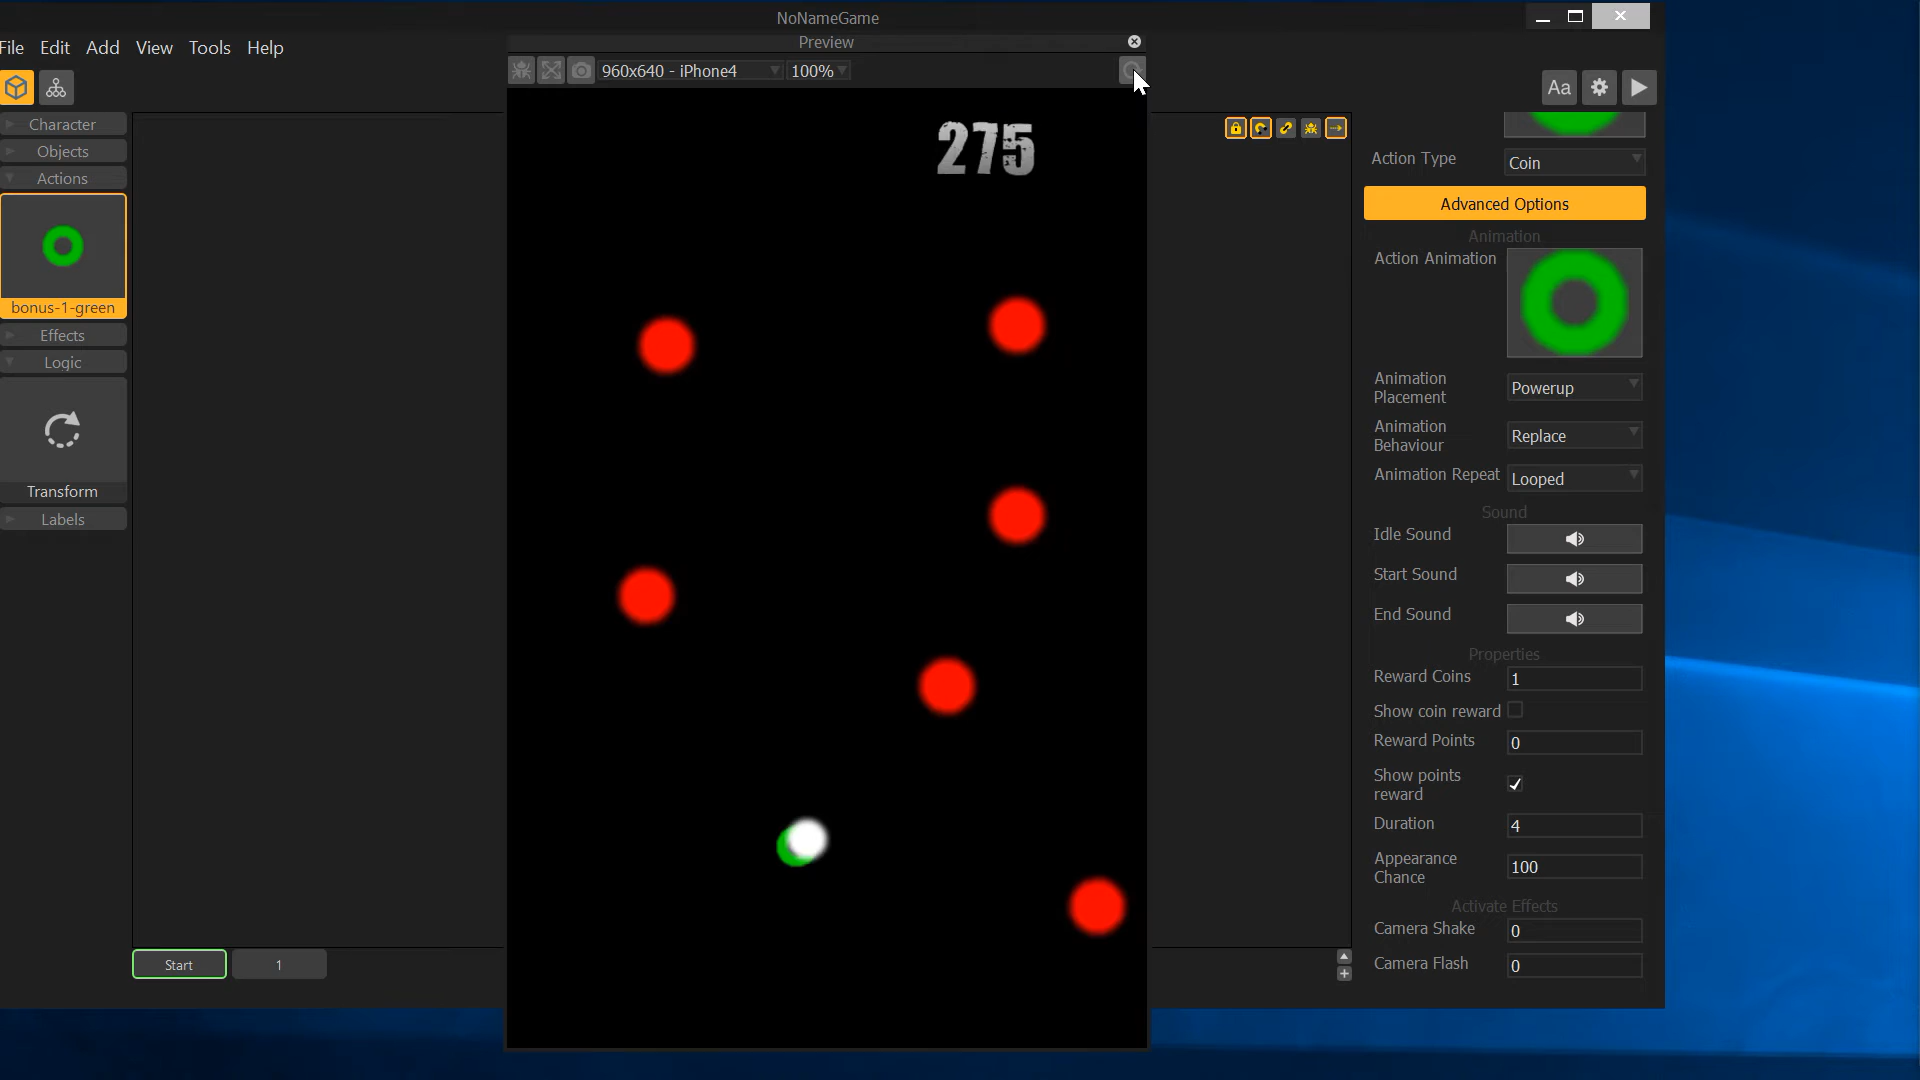 NoNameGame
Preview
File Edit Add View Tools Help
960x640 - iPhone4 100%
Aa
Character
Objects
Actions
bonus-1-green
Effects
Logic
Transform
Labels
275
Start 1
Action Type Coin
Advanced Options
Animation
Action Animation
Animation
Placement
Powerup
Animation
Behaviour
Replace
Animation Repeat Looped
Sound
Idle Sound
Start Sound
End Sound
Properties
Reward Coins 1
Show coin reward
Reward Points 0
Show points
reward
Duration 4
Appearance
Chance
100
Activate Effects
Camera Shake 0
Camera Flash 0